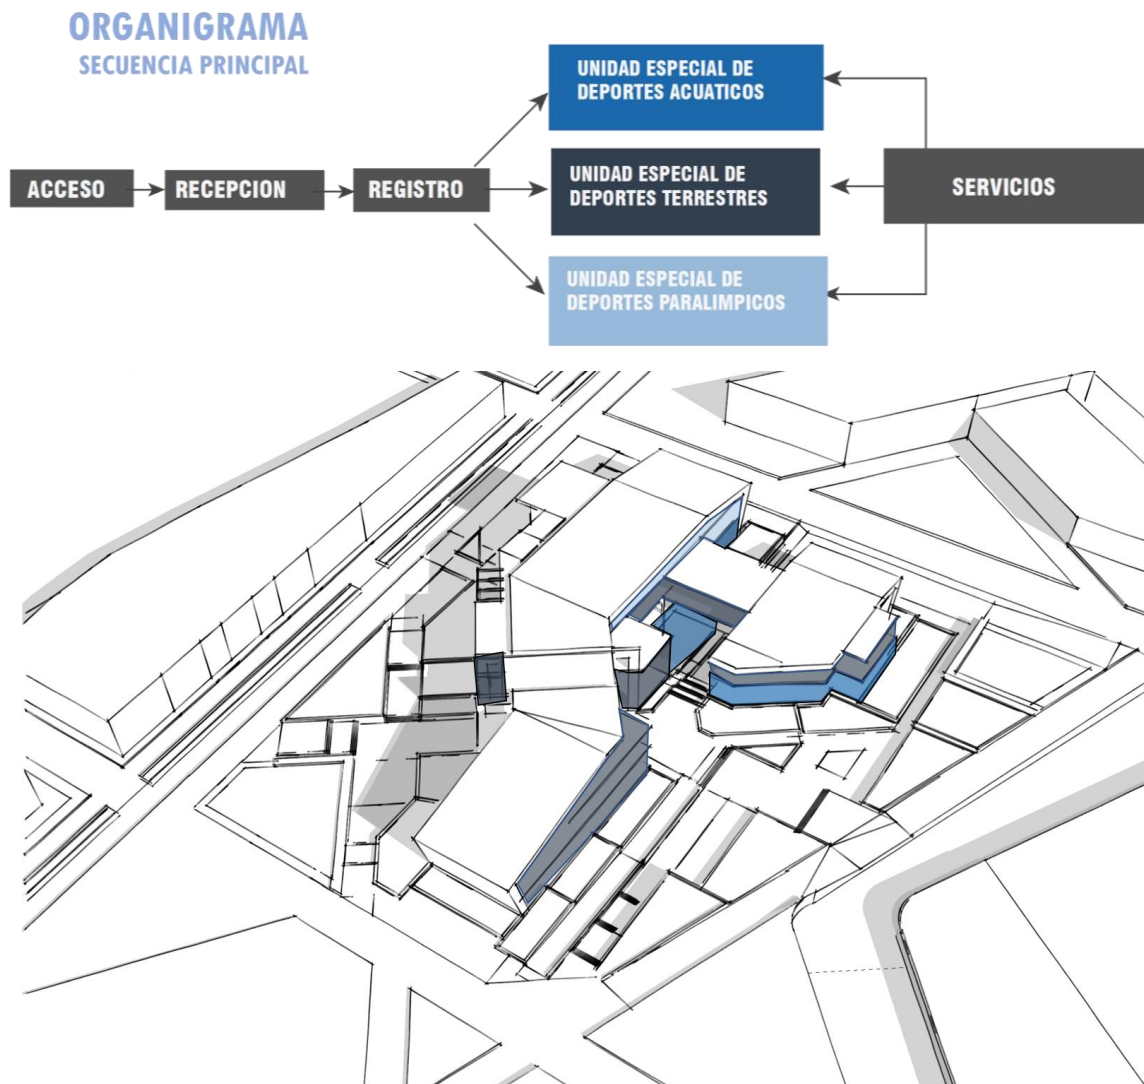 ORGANIGRAMA
SECUENCIA PRINCIPAL
UNIDAD ESPECIAL DE
DEPORTES ACUATICOS
ACCESO
RECEPCION
REGISTRO
UNIDAD ESPECIAL DE
DEPORTES TERRESTRES
SERVICIOS
UNIDAD ESPECIAL DE
DEPORTES PARALIMPICOS